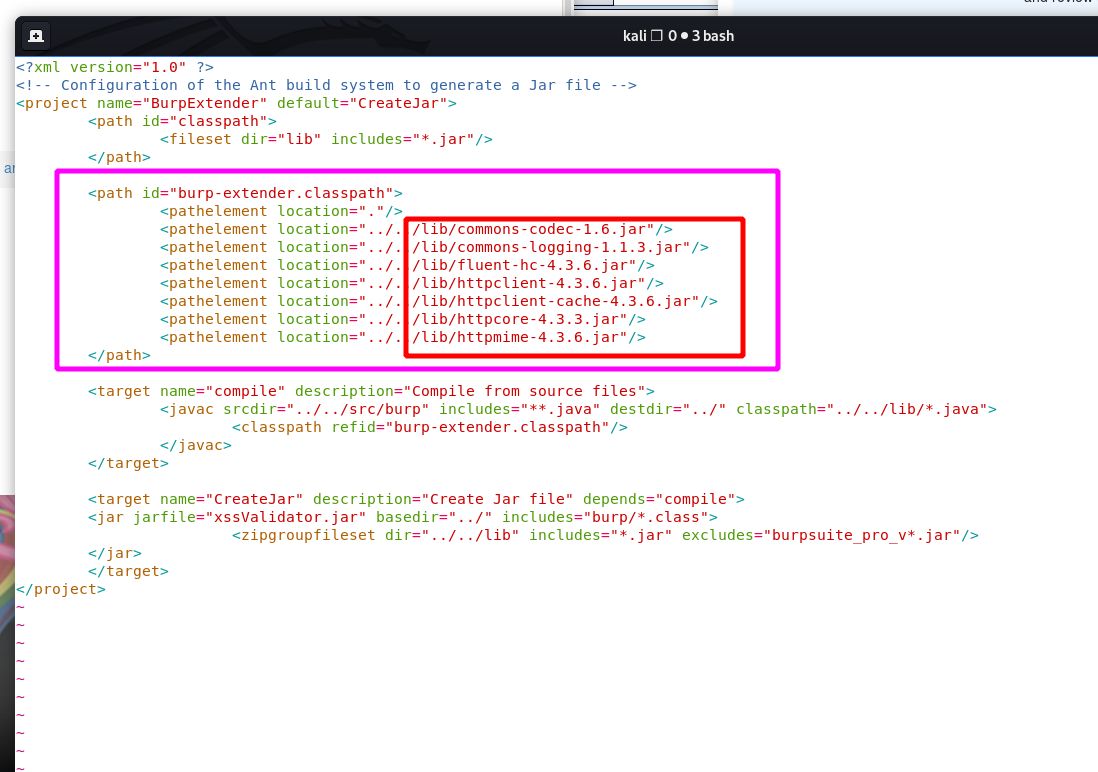 and review
kali ❐ 0 ● 3 bash
<?xml version="1.0" ?>
<!-- Configuration of the Ant build system to generate a Jar file -->
<project name="BurpExtender" default="CreateJar">
        <path id="classpath">
                <fileset dir="lib" includes="*.jar"/>
        </path>
ar
        <path id="burp-extender.classpath">
                <pathelement location="."/>
                <pathelement location="../../lib/commons-codec-1.6.jar"/>
                <pathelement location="../../lib/commons-logging-1.1.3.jar"/>
                <pathelement location="../../lib/fluent-hc-4.3.6.jar"/>
                <pathelement location="../../lib/httpclient-4.3.6.jar"/>
                <pathelement location="../../lib/httpclient-cache-4.3.6.jar"/>
                <pathelement location="../../lib/httpcore-4.3.3.jar"/>
                <pathelement location="../../lib/httpmime-4.3.6.jar"/>
        </path>
        <target name="compile" description="Compile from source files">
                <javac srcdir="../../src/burp" includes="**.java" destdir="../" classpath="../../lib/*.java">
                        <classpath refid="burp-extender.classpath"/>
                </javac>
        </target>
        <target name="CreateJar" description="Create Jar file" depends="compile">
        <jar jarfile="xssValidator.jar" basedir="../" includes="burp/*.class">
                        <zipgroupfileset dir="../../lib" includes="*.jar" excludes="burpsuite_pro_v*.jar"/>
        </jar>
        </target>
</project>
~
~
~
~
~
~
~
~
~
~